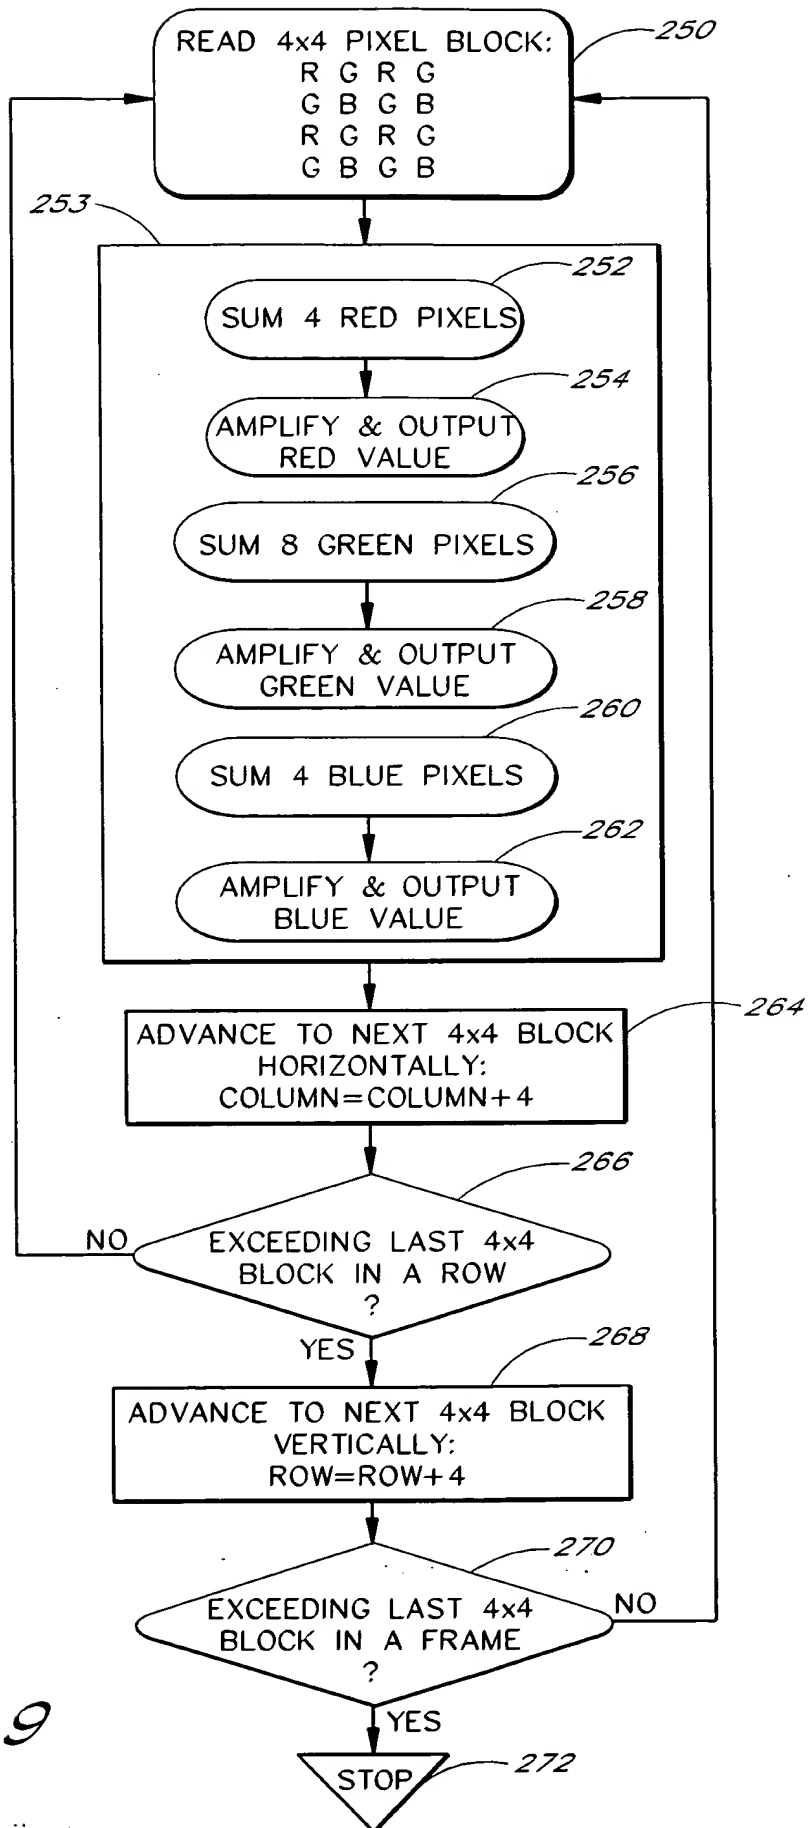 250
READ 4x4 PIXEL BLOCK:
R G R G
G B G B
R G R G
G B G B
253
252
SUM 4 RED PIXELS
254
AMPLIFY & OUTPUT
RED VALUE
256
SUM 8 GREEN PIXELS
258
AMPLIFY & OUTPUT
GREEN VALUE
260
SUM 4 BLUE PIXELS
262
AMPLIFY & OUTPUT
BLUE VALUE
264
ADVANCE TO NEXT 4x4 BLOCK
HORIZONTALLY:
COLUMN=COLUMN+4
266
NO
EXCEEDING LAST 4x4
BLOCK IN A ROW
?
YES
268
ADVANCE TO NEXT 4x4 BLOCK
VERTICALLY:
ROW=ROW+4
270
EXCEEDING LAST 4x4
BLOCK IN A FRAME
?
NO
9
YES
STOP
272